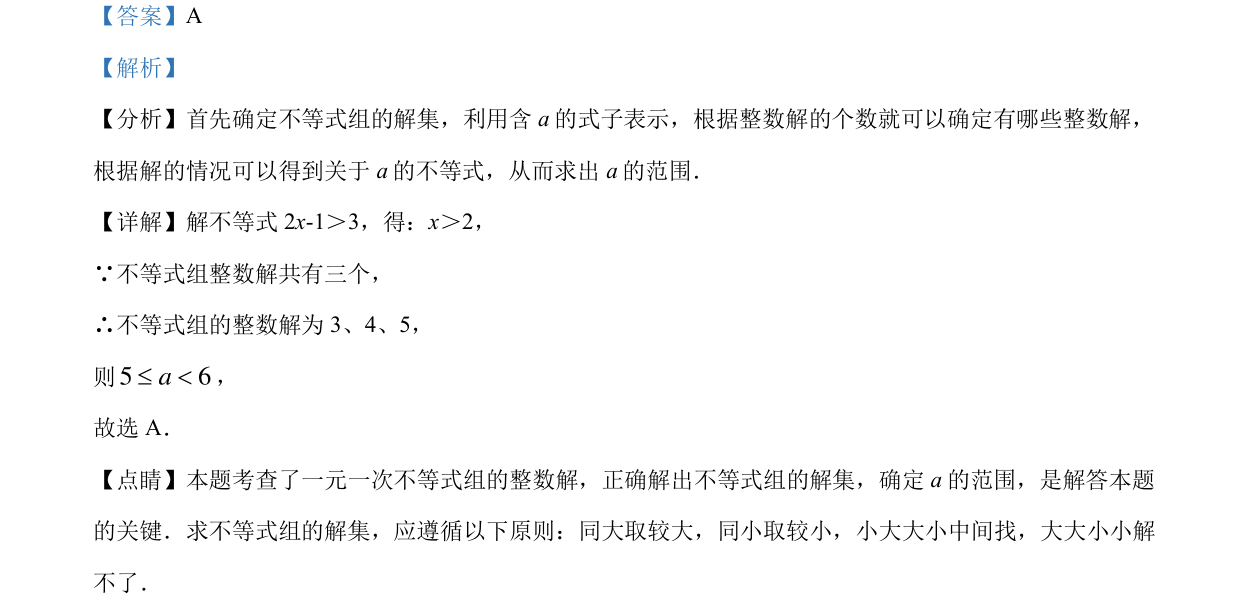 【答案】A
【解析】
【分析】首先确定不等式组的解集，利用含 a 的式子表示，根据整数解的个数就可以确定有哪些整数解，
根据解的情况可以得到关于 a 的不等式，从而求出 a 的范围．
【详解】解不等式 2x-1＞3，得：x＞2，
∵不等式组整数解共有三个，
∴不等式组的整数解为 3、4、5，
则 5 ≤ a < 6，
故选 A．
【点睛】本题考查了一元一次不等式组的整数解，正确解出不等式组的解集，确定 a 的范围，是解答本题
的关键．求不等式组的解集，应遵循以下原则：同大取较大，同小取较小，小大大小中间找，大大小小解
不了．